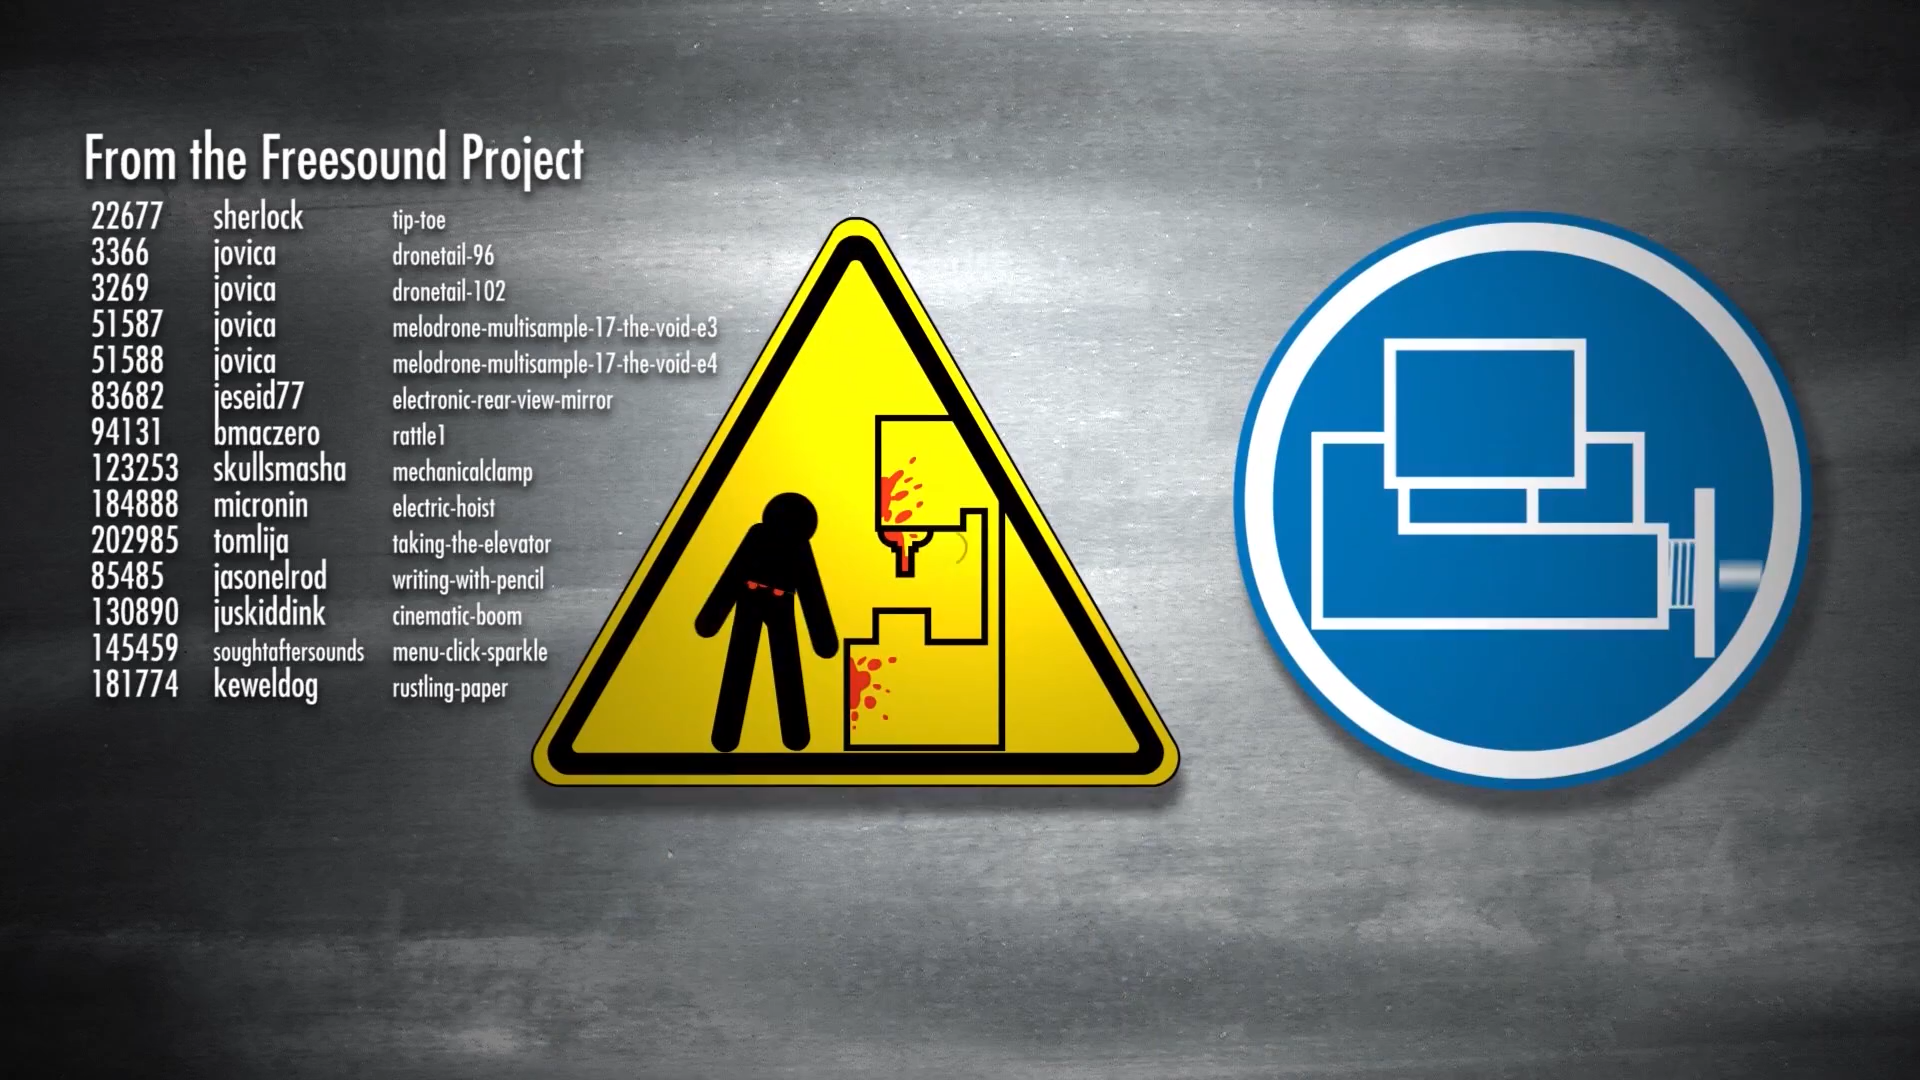 From the Freesound Project
22677 sherlock tip-toe
3366 jovica dronetail-96
3269 jovica dronetail-102
51587 jovica melodrone-multisample-17-the-void-e3
51588 jovica melodrone-multisample-17-the-void-e4
83682 jeseid77 electronic-rear-view-mirror
94131 bmaczero rattle1
123253 skullsmasha mechanicalclamp
184888 micronin electric-hoist
202985 tomlija taking-the-elevator
85485 jasonelrod writing-with-pencil
130890 juskiddink cinematic-boom
145459 soughtaftersounds menu-click-sparkle
181774 keweldog rustling-paper